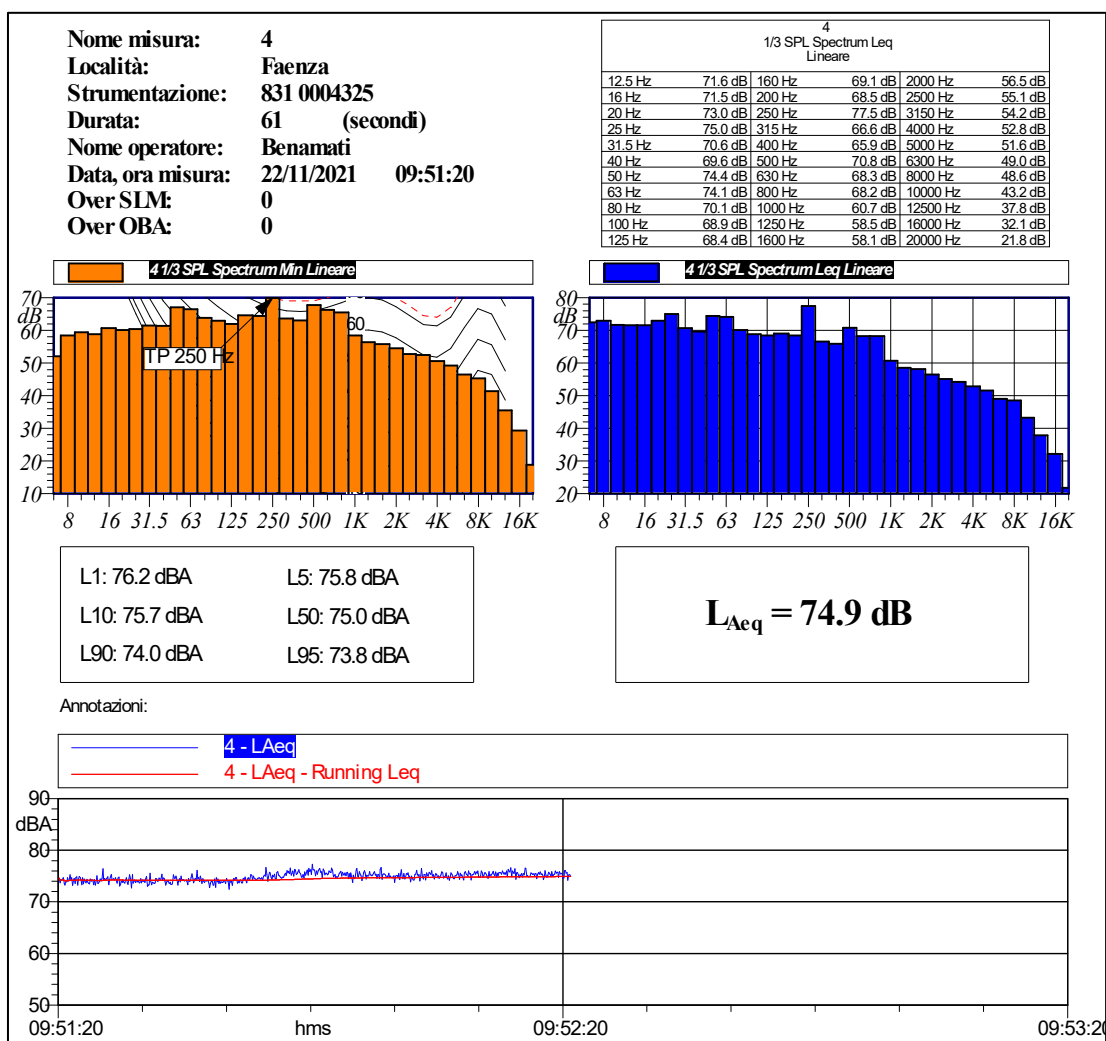 Nome misura: 4
Località: Faenza
Strumentazione: 831 0004325
Durata: 61 (secondi)
Nome operatore: Benamati
Data, ora misura: 22/11/2021 09:51:20
Over SLM: 0
Over OBA: 0
4
1/3 SPL Spectrum Leq
Lineare
12.5 Hz 71.6 dB 160 Hz 69.1 dB 2000 Hz 56.5 dB
16 Hz 71.5 dB 200 Hz 68.5 dB 2500 Hz 55.1 dB
20 Hz 73.0 dB 250 Hz 77.5 dB 3150 Hz 54.2 dB
25 Hz 75.0 dB 315 Hz 66.6 dB 4000 Hz 52.8 dB
31.5 Hz 70.6 dB 400 Hz 65.9 dB 5000 Hz 51.6 dB
40 Hz 69.6 dB 500 Hz 70.8 dB 6300 Hz 49.0 dB
50 Hz 74.4 dB 630 Hz 68.3 dB 8000 Hz 48.6 dB
63 Hz 74.1 dB 800 Hz 68.2 dB 10000 Hz 43.2 dB
80 Hz 70.1 dB 1000 Hz 60.7 dB 12500 Hz 37.8 dB
100 Hz 68.9 dB 1250 Hz 58.5 dB 16000 Hz 32.1 dB
125 Hz 68.4 dB 1600 Hz 58.1 dB 20000 Hz 21.8 dB
4 1/3 SPL Spectrum Min Lineare
70
dB
60
50
40
30
20
10
60
TP 250 Hz
8 16 31.5 63 125 250 500 1K 2K 4K 8K 16K
4 1/3 SPL Spectrum Leq Lineare
80
dB
70
60
50
40
30
20
8 16 31.5 63 125 250 500 1K 2K 4K 8K 16K
L1: 76.2 dBA L5: 75.8 dBA
L10: 75.7 dBA L50: 75.0 dBA
L90: 74.0 dBA L95: 73.8 dBA
LAeq = 74.9 dB
Annotazioni:
4 - LAeq
4 - LAeq - Running Leq
90
dBA
80
70
60
50
09:51:20 hms 09:52:20 09:53:20